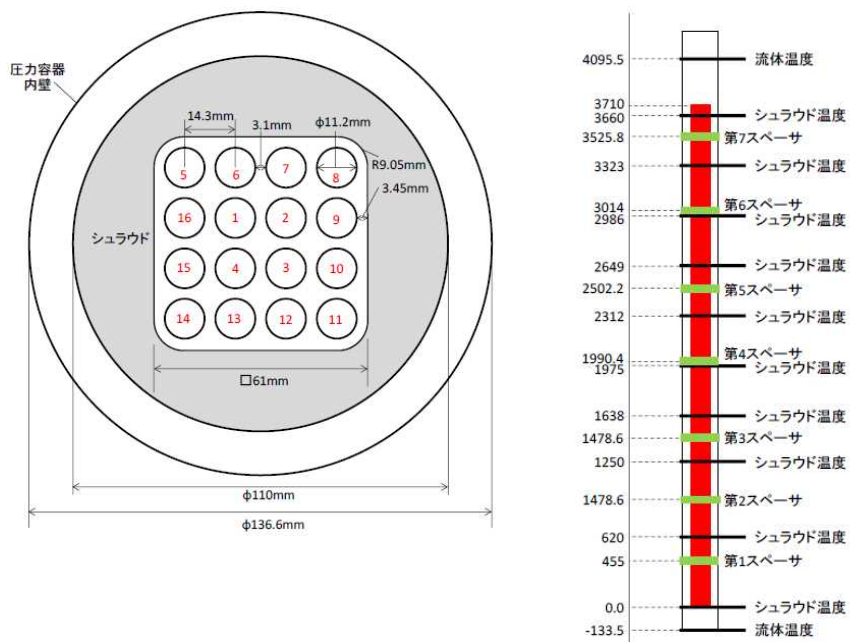 圧力容器
内壁
14.3mm
3.1mm
φ11.2mm
R9.05mm
3.45mm
5
6
7
8
16
1
2
9
シュラウド
15
4
3
10
14
13
12
11
□61mm
φ110mm
φ136.6mm
4095.5
流体温度
3710
3660
シュラウド温度
3525.8
第7スペーサ
3323
シュラウド温度
3014
第6スペーサ
2986
シュラウド温度
2649
シュラウド温度
2502.2
第5スペーサ
2312
シュラウド温度
1990.4
第4スペーサ
1975
シュラウド温度
1638
シュラウド温度
1478.6
第3スペーサ
1250
シュラウド温度
1478.6
第2スペーサ
620
シュラウド温度
455
第1スペーサ
0.0
シュラウド温度
-133.5
流体温度